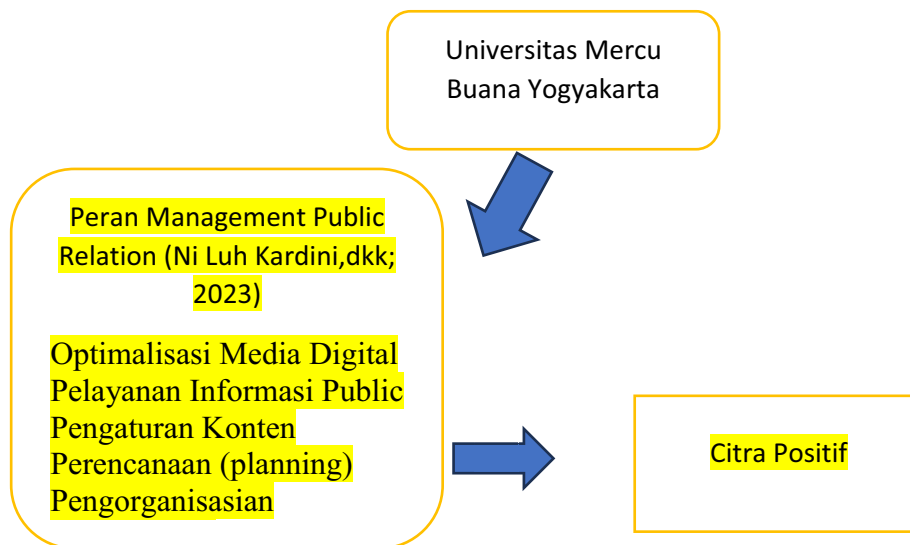 Universitas Mercu
Buana Yogyakarta
Peran Management Public
Relation (Ni Luh Kardini,dkk;
2023)
Optimalisasi Media Digital
Pelayanan Informasi Public
Pengaturan Konten
Perencanaan (planning)
Pengorganisasian
Citra Positif